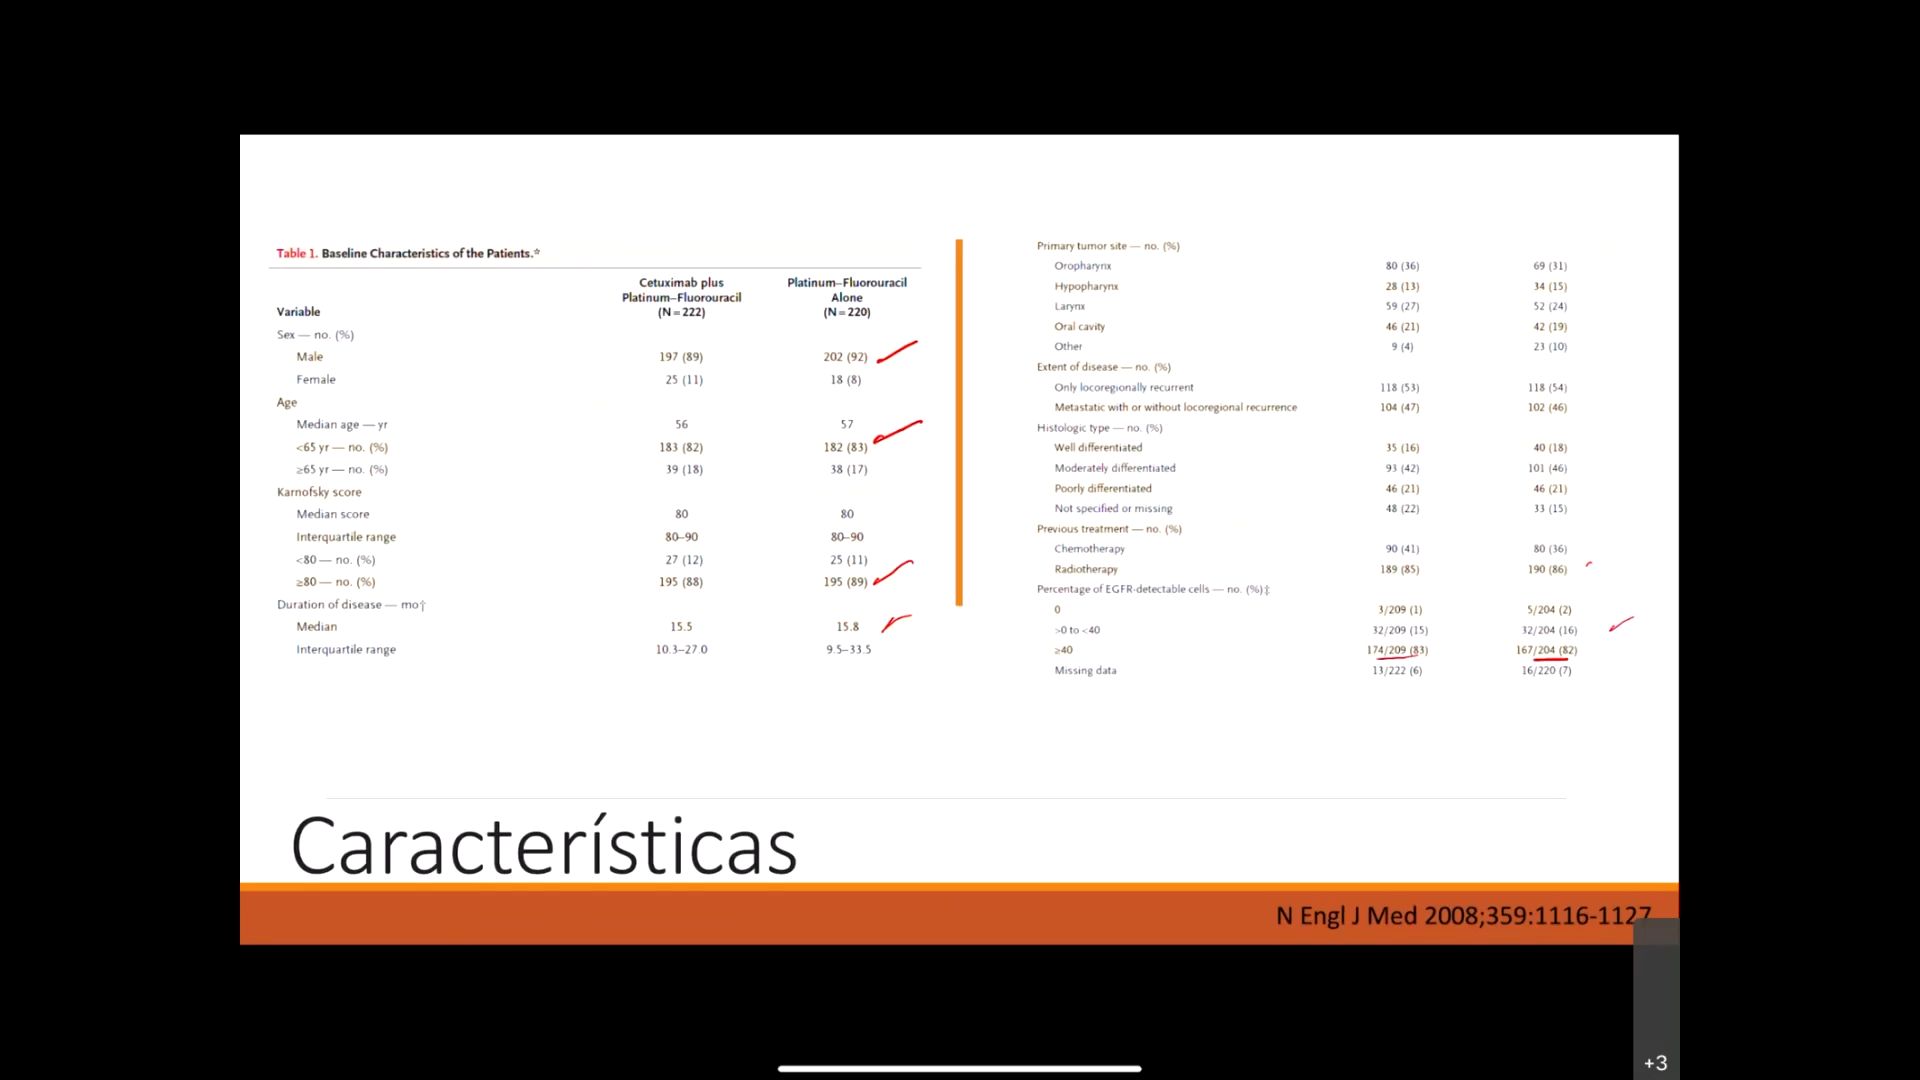 Table 1. Baseline Characteristics of the Patients.*
Variable Cetuximab plus Platinum–Fluorouracil (N=222) Platinum–Fluorouracil Alone (N=220)
Sex — no. (%)
Male 197 (89) 202 (92)
Female 25 (11) 18 (8)
Age
Median age — yr 56 57
<65 yr — no. (%) 183 (82) 182 (83)
≥65 yr — no. (%) 39 (18) 38 (17)
Karnofsky score
Median score 80 80
Interquartile range 80–90 80–90
<80 — no. (%) 27 (12) 25 (11)
≥80 — no. (%) 195 (88) 195 (89)
Duration of disease — mo†
Median 15.5 15.8
Interquartile range 10.3–27.0 9.5–33.5
Primary tumor site — no. (%)
Oropharynx 80 (36) 69 (31)
Hypopharynx 28 (13) 34 (15)
Larynx 59 (27) 52 (24)
Oral cavity 46 (21) 42 (19)
Other 9 (4) 23 (10)
Extent of disease — no. (%)
Only locoregionally recurrent 118 (53) 118 (54)
Metastatic with or without locoregional recurrence 104 (47) 102 (46)
Histologic type — no. (%)
Well differentiated 35 (16) 40 (18)
Moderately differentiated 93 (42) 101 (46)
Poorly differentiated 46 (21) 46 (21)
Not specified or missing 48 (22) 33 (15)
Previous treatment — no. (%)
Chemotherapy 90 (41) 80 (36)
Radiotherapy 189 (85) 190 (86)
Percentage of EGFR-detectable cells — no. (%)‡
0 3/209 (1) 5/204 (2)
>0 to <40 32/209 (15) 32/204 (16)
≥40 174/209 (83) 167/204 (82)
Missing data 13/222 (6) 16/220 (7)
Características
N Engl J Med 2008;359:1116-1127
+3